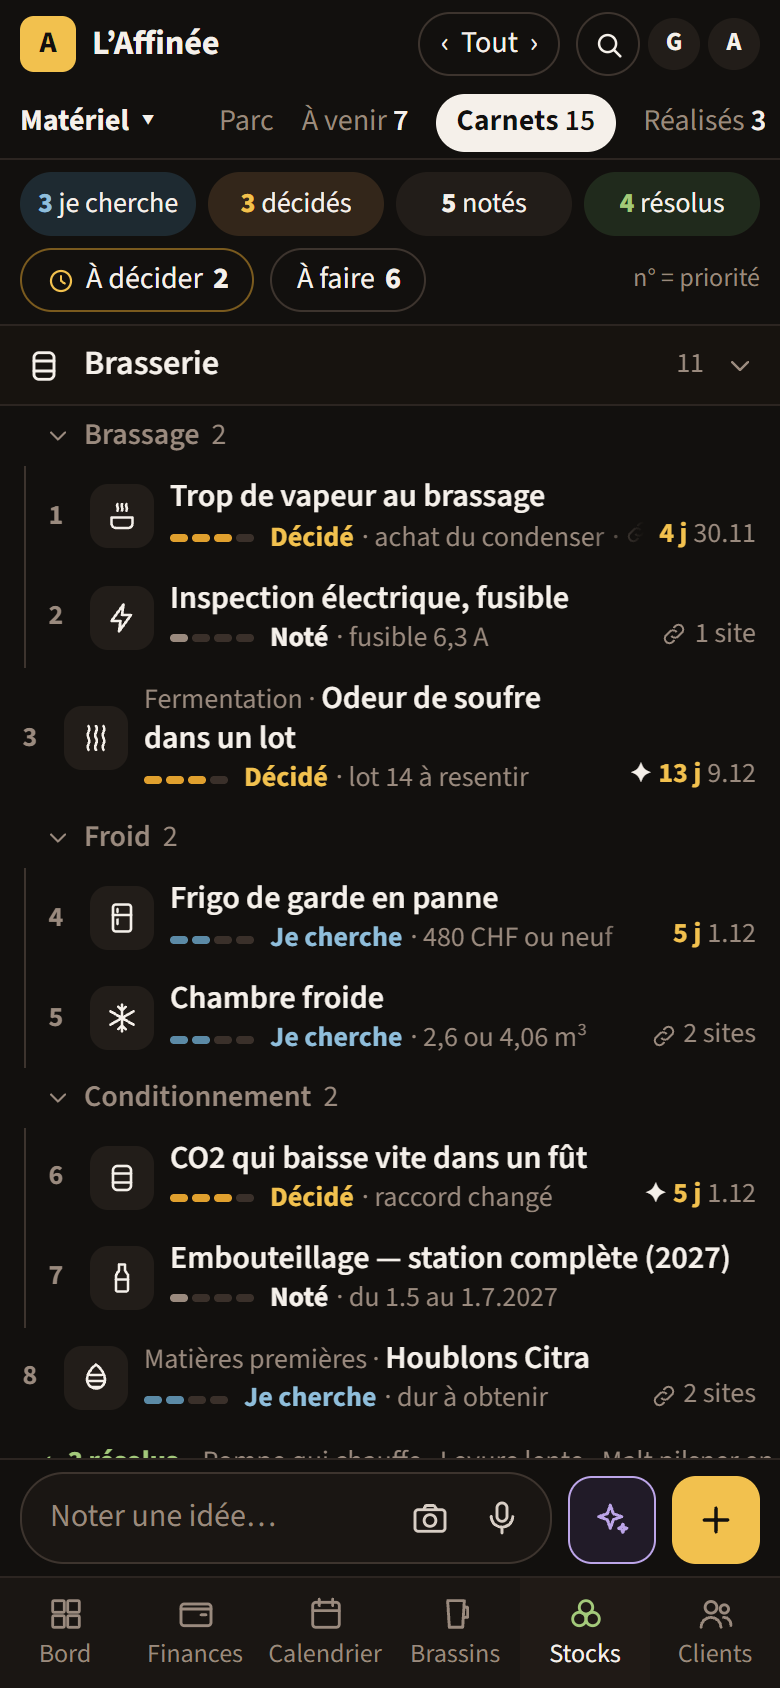 A L’Affinée ‹ Tout › G A
Matériel ▼ Parc À venir 7 Carnets 15 Réalisés 3
3 je cherche 3 décidés 5 notés 4 résolus
À décider 2 À faire 6 n° = priorité
Brasserie 11
Brassage 2
1 Trop de vapeur au brassage
Décidé · achat du condenser · 4 j 30.11
2 Inspection électrique, fusible
Noté · fusible 6,3 A 1 site
Fermentation · Odeur de soufre
3 dans un lot
Décidé · lot 14 à resentir ✦ 13 j 9.12
Froid 2
4 Frigo de garde en panne
Je cherche · 480 CHF ou neuf 5 j 1.12
5 Chambre froide
Je cherche · 2,6 ou 4,06 m³ 2 sites
Conditionnement 2
6 CO2 qui baisse vite dans un fût
Décidé · raccord changé ✦ 5 j 1.12
7 Embouteillage — station complète (2027)
Noté · du 1.5 au 1.7.2027
8 Matières premières · Houblons Citra
Je cherche · dur à obtenir 2 sites
Noter une idée…
Bord Finances Calendrier Brassins Stocks Clients